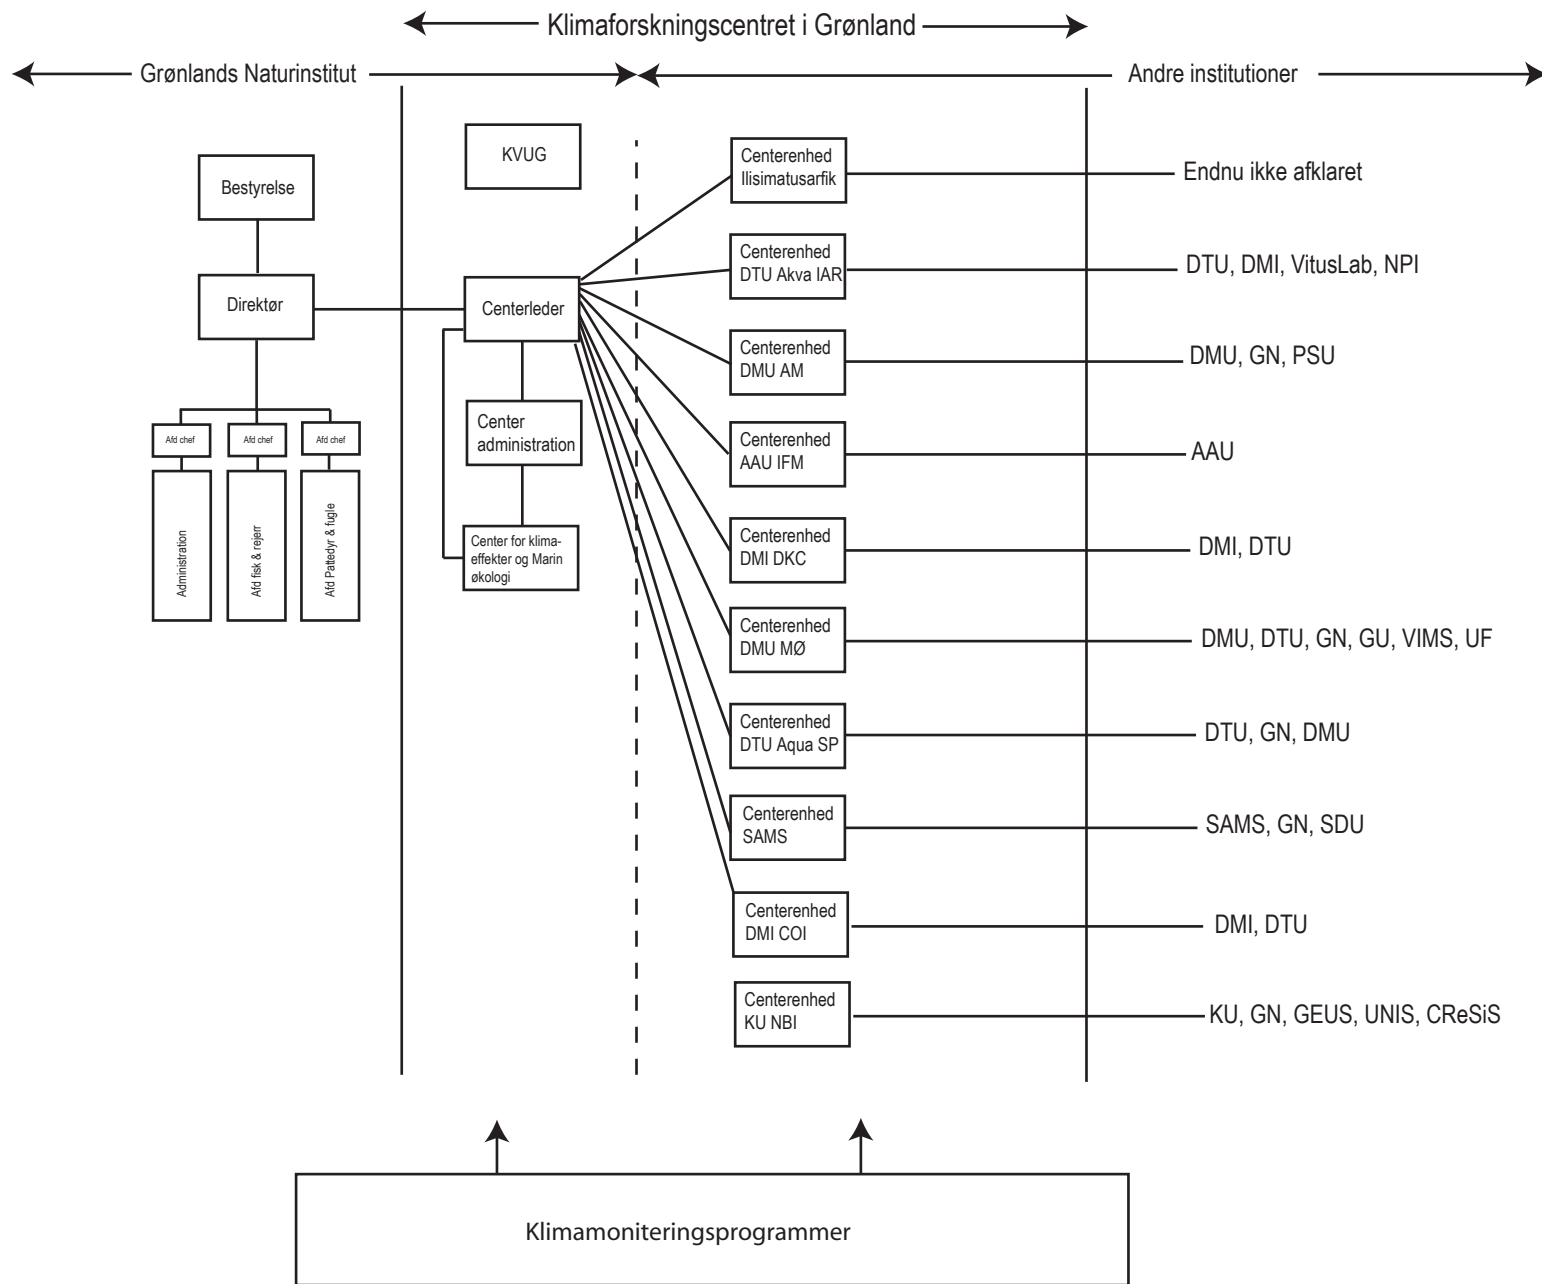 Klimaforskningscentret i Grønland
Grønlands Naturinstitut
Andre institutioner
Bestyrelse
Direktør
Afd chef
Afd chef
Afd chef
Administration
Afd fisk & rejerr
Afd Pattedyr & fugle
KVUG
Centerleder
Center
administration
Center for klima-
effekter og Marin
økologi
Centerenhed
Ilisimatusarfik
Endnu ikke afklaret
Centerenhed
DTU Akva IAR
DTU, DMI, VitusLab, NPI
Centerenhed
DMU AM
DMU, GN, PSU
Centerenhed
AAU IFM
AAU
Centerenhed
DMI DKC
DMI, DTU
Centerenhed
DMU MØ
DMU, DTU, GN, GU, VIMS, UF
Centerenhed
DTU Aqua SP
DTU, GN, DMU
Centerenhed
SAMS
SAMS, GN, SDU
Centerenhed
DMI COI
DMI, DTU
Centerenhed
KU NBI
KU, GN, GEUS, UNIS, CReSiS
Klimamoniteringsprogrammer